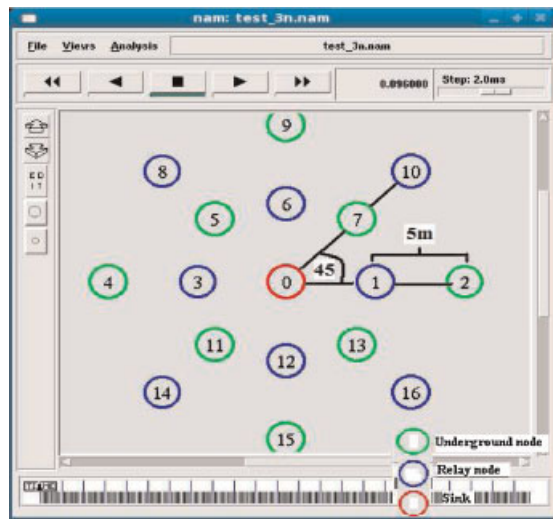 nam: test_3n.nam
File Views Analysis test_3n.nam
0.096000 Step: 2.0ms
E D
I T
9
8 10
6
5 7
5m
45
4 3 0 1 2
11 13
12
14 16
15
Underground node
Relay node
Sink
TIME